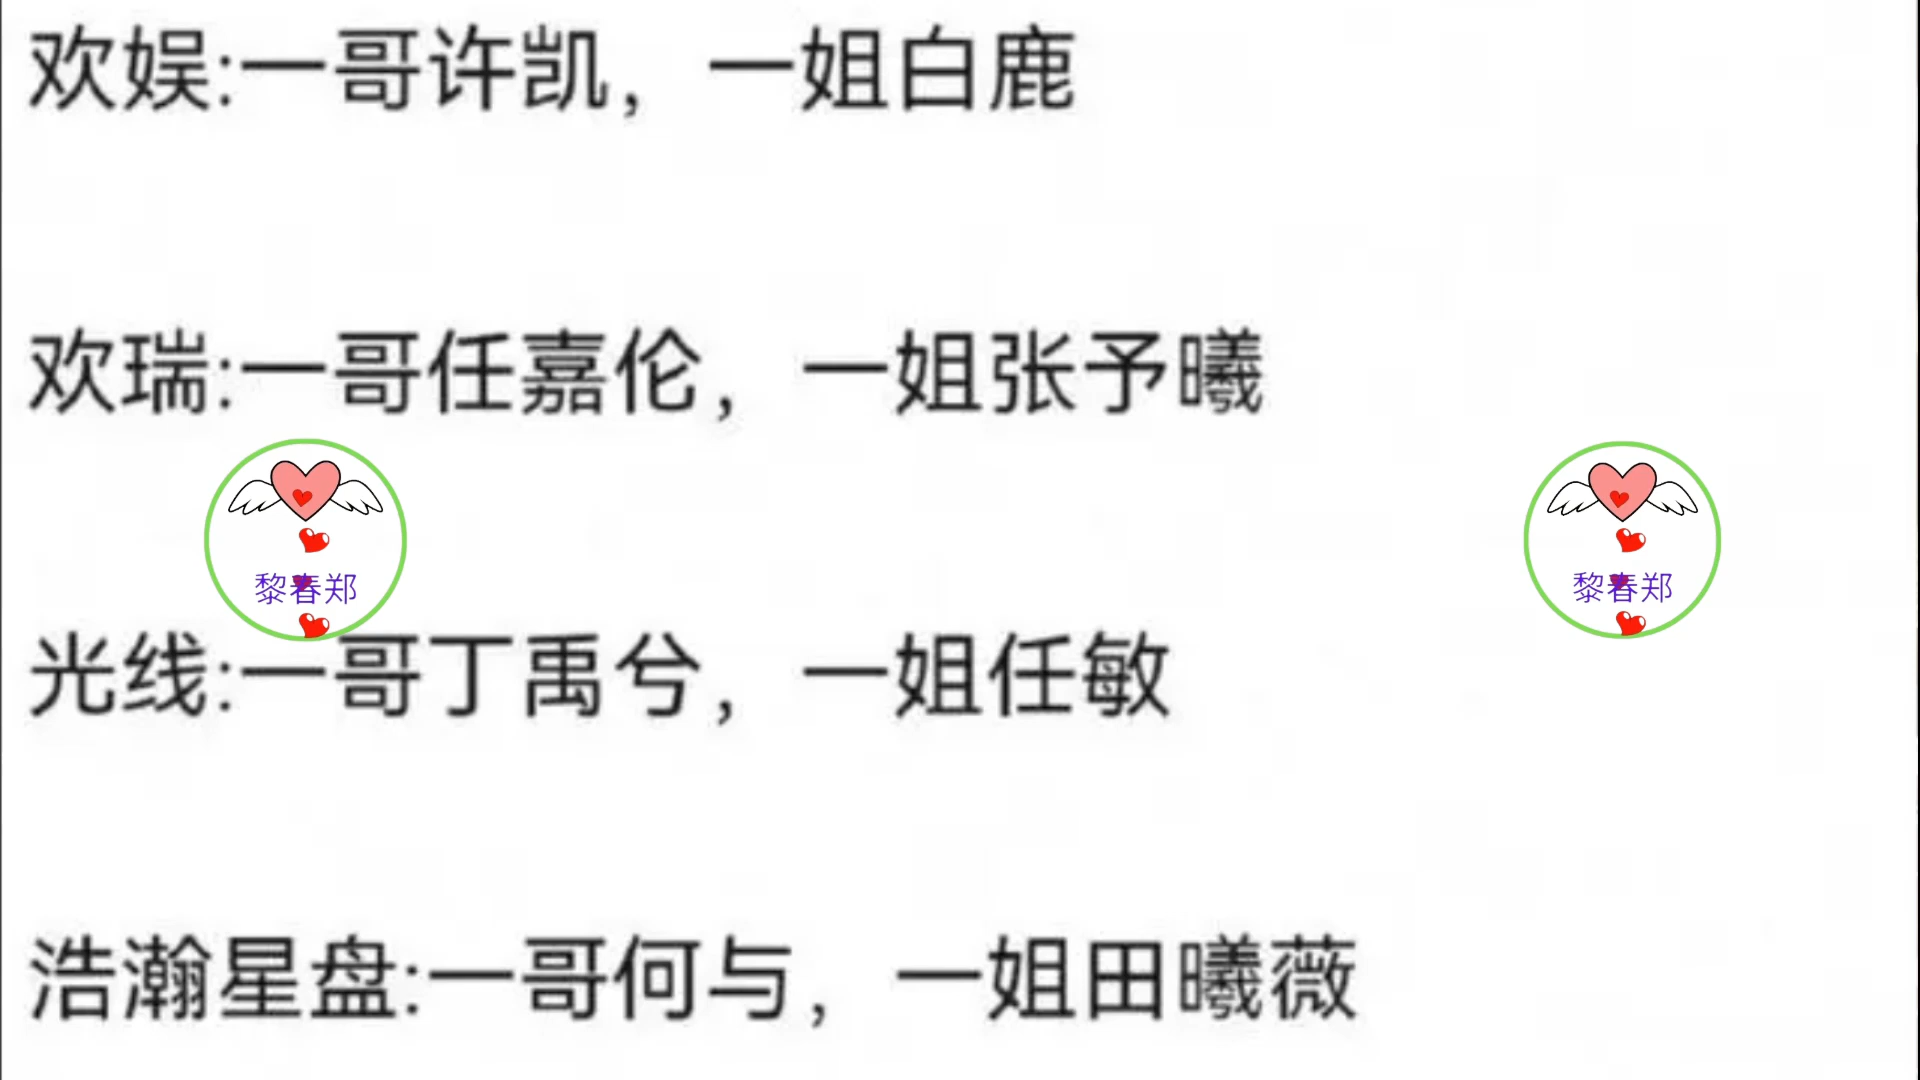 欢娱:一哥许凯，一姐白鹿
欢瑞:一哥任嘉伦，一姐张予曦
黎春郑
黎春郑
光线:一哥丁禹兮，一姐任敏
浩瀚星盘:一哥何与，一姐田曦薇